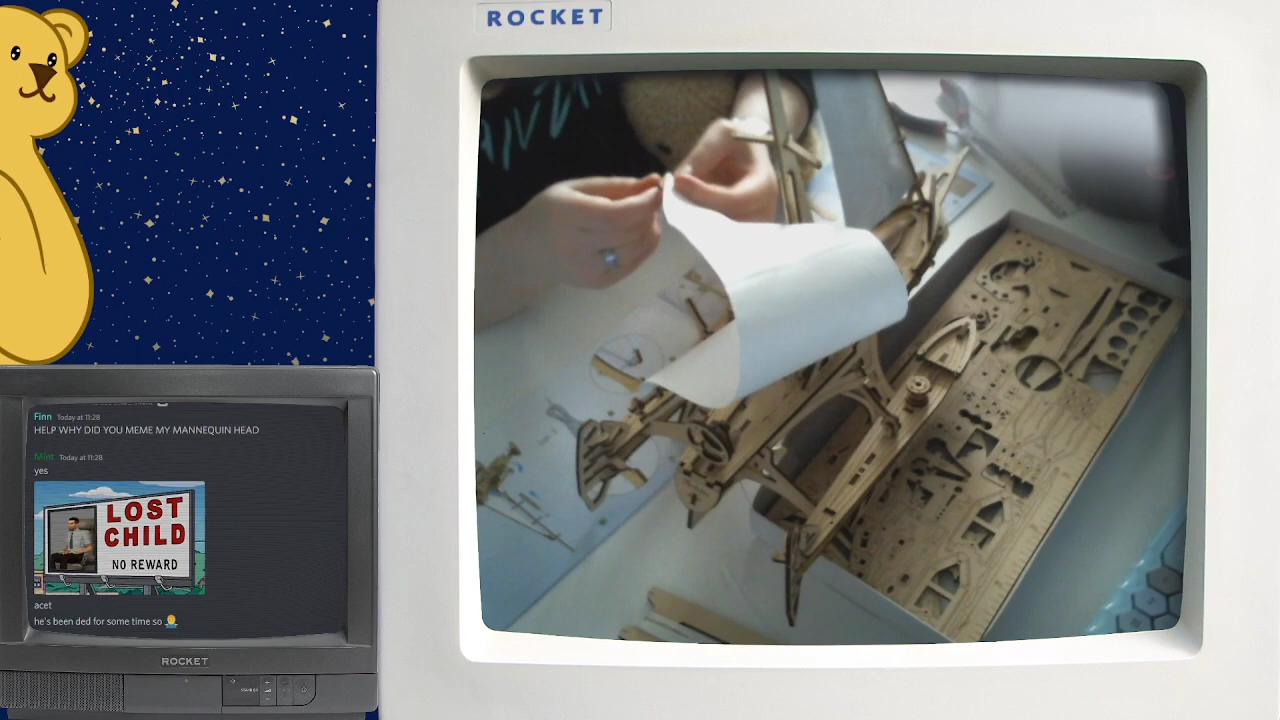 ROCKET
Finn Today at 11:28
HELP WHY DID YOU MEME MY MANNEQUIN HEAD
Mint Today at 11:28
yes
LOST
CHILD
NO REWARD
acet
he's been ded for some time so
ROCKET